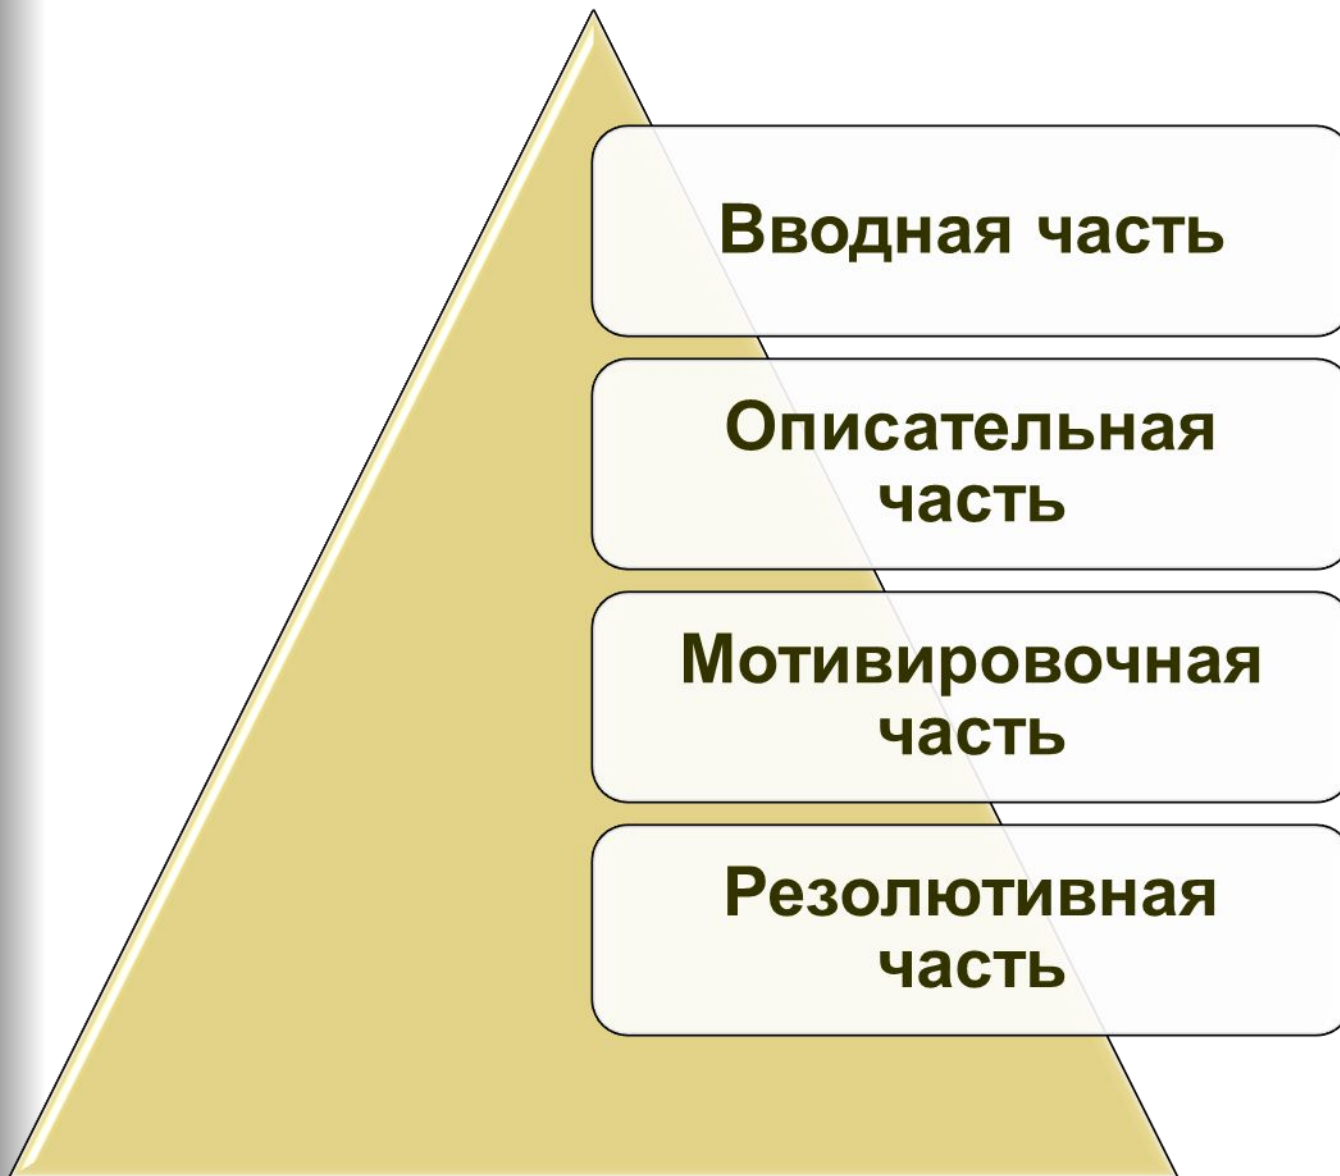 Вводная часть
Описательная
часть
Мотивировочная
часть
Резолютивная
часть